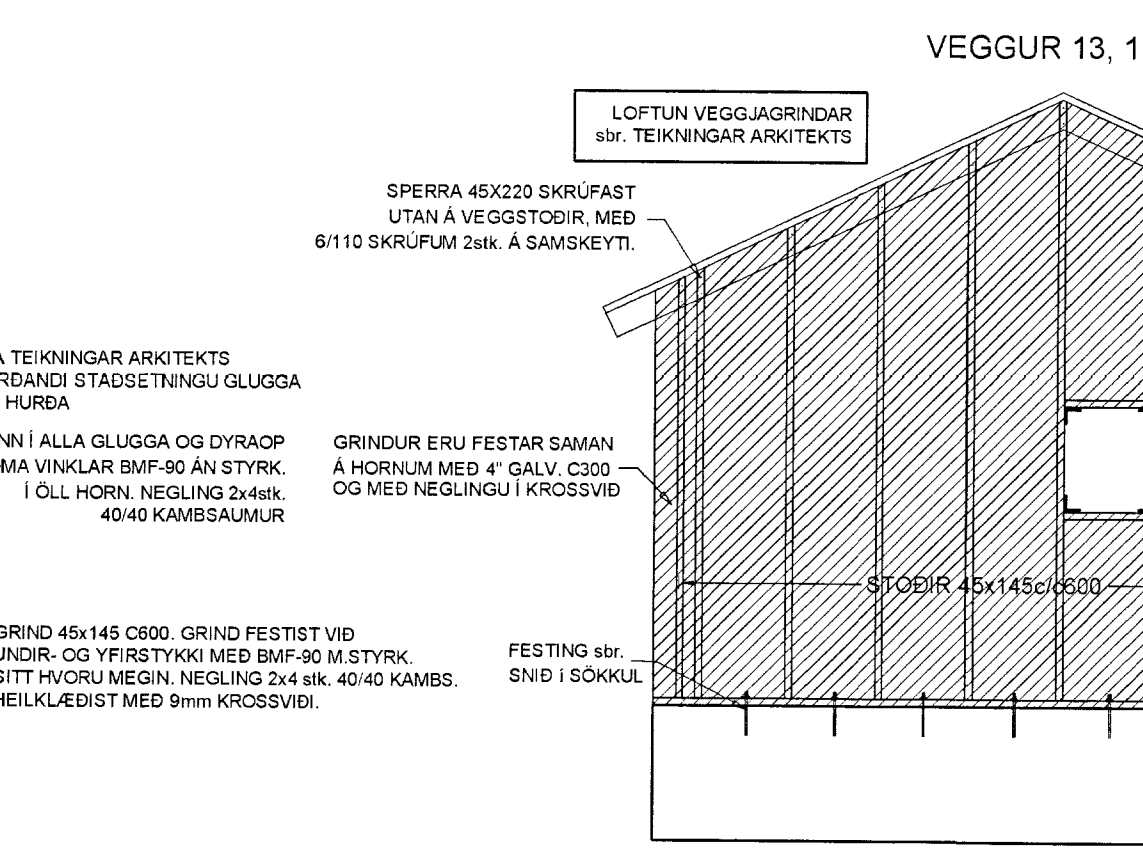 VEGGUR 13, 1
LOFTUN VEGGJAGRINDAR
sbr. TEIKNINGAR ARKITEKTS
SPERRA 45X220 SKRÚFAST
UTAN Á VEGGSTOÐIR, MEÐ
6/110 SKRÚFUM 2stk. Á SAMSKEYTI.
A TEIKNINGAR ARKITEKTS
RÐANDI STAÐSETNINGU GLUGGA
HURÐA
NN Í ALLA GLUGGA OG DYRAOP
MA VINKLAR BMF-90 ÁN STYRK.
Í ÖLL HORN. NEGLING 2x4stk.
40/40 KAMBSAUMUR
GRINDUR ERU FESTAR SAMAN
Á HORNUM MEÐ 4" GALV. C300
OG MEÐ NEGLINGU Í KROSSVIÐ
STOÐIR 45x145c/c600
GRIND 45x145 C600. GRIND FESTIST VIÐ
UNDIR- OG YFIRSTYKKI MEÐ BMF-90 M.STYRK.
SITT HVORU MEGIN. NEGLING 2x4 stk. 40/40 KAMBS.
HEILKLÆÐIST MEÐ 9mm KROSSVIÐI.
FESTING sbr.
SNIÐ Í SÖKKUL